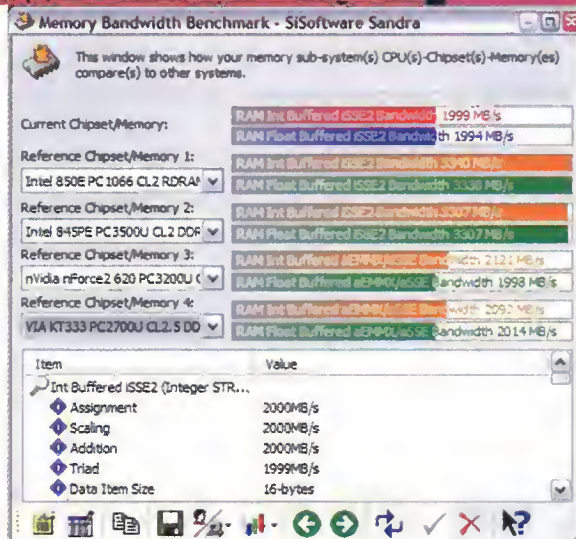 Memory Bandwidth Benchmark - SiSoftware Sandra
This window shows how your memory sub-system(s) CPU(s)-Chipset(s)-Memory(es)
compare(s) to other systems.
Current Chipset/Memory:
RAM Int Buffered iSSE2 Bandwidth 1999 MB/s
RAM Float Buffered iSSE2 Bandwidth 1994 MB/s
Reference Chipset/Memory 1:
Intel 850E PC1066 CL2 RDRA
RAM Int Buffered iSSE2 Bandwidth 3340 MB/s
RAM Float Buffered iSSE2 Bandwidth 3338 MB/s
Reference Chipset/Memory 2:
Intel 845PE PC3500U CL2 DDR
RAM Int Buffered iSSE2 Bandwidth 3307 MB/s
RAM Float Buffered iSSE2 Bandwidth 3307 MB/s
Reference Chipset/Memory 3:
nVidia nForce2 620 PC3200U
RAM Int Buffered aEMMX/aSSE Bandwidth 2121 MB/s
RAM Float Buffered aEMMX/aSSE Bandwidth 1998 MB/s
Reference Chipset/Memory 4:
VIA KT333 PC2700U CL2.5 DD
RAM Int Buffered aEMMX/aSSE Bandwidth MB/s
RAM Float Buffered aEMMX/aSSE Bandwidth 2014 MB/s
Item Value
Int Buffered iSSE2 (Integer STR...
Assignment 2000MB/s
Scaling 2000MB/s
Addition 2000MB/s
Triad 1999MB/s
Data Item Size 16-bytes